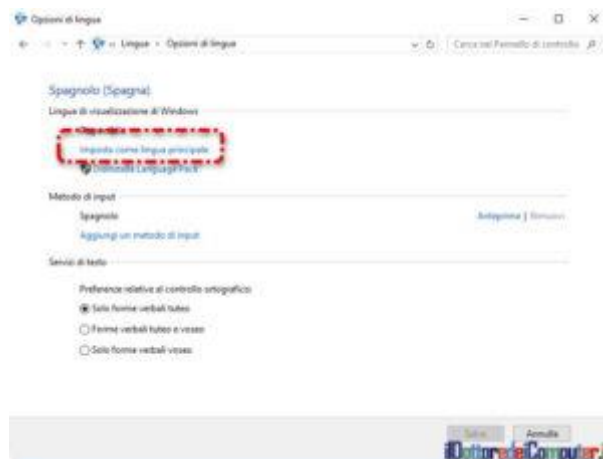 Opzioni di lingua
Lingua › Opzioni di lingua
Cerca nel Pannello di controllo
Spagnolo (Spagna)
Lingua di visualizzazione di Windows
Imposta come lingua principale
Disinstalla Language Pack
Metodo di input
Spagnolo
Anteprima | Rimuovi
Aggiungi un metodo di input
Servizi di testo
Preferenze relative al controllo ortografico:
Solo forme verbali tuteo
Forme verbali tuteo e voseo
Solo forme verbali voseo
Salva
Annulla
ilDottoredeiComputer.